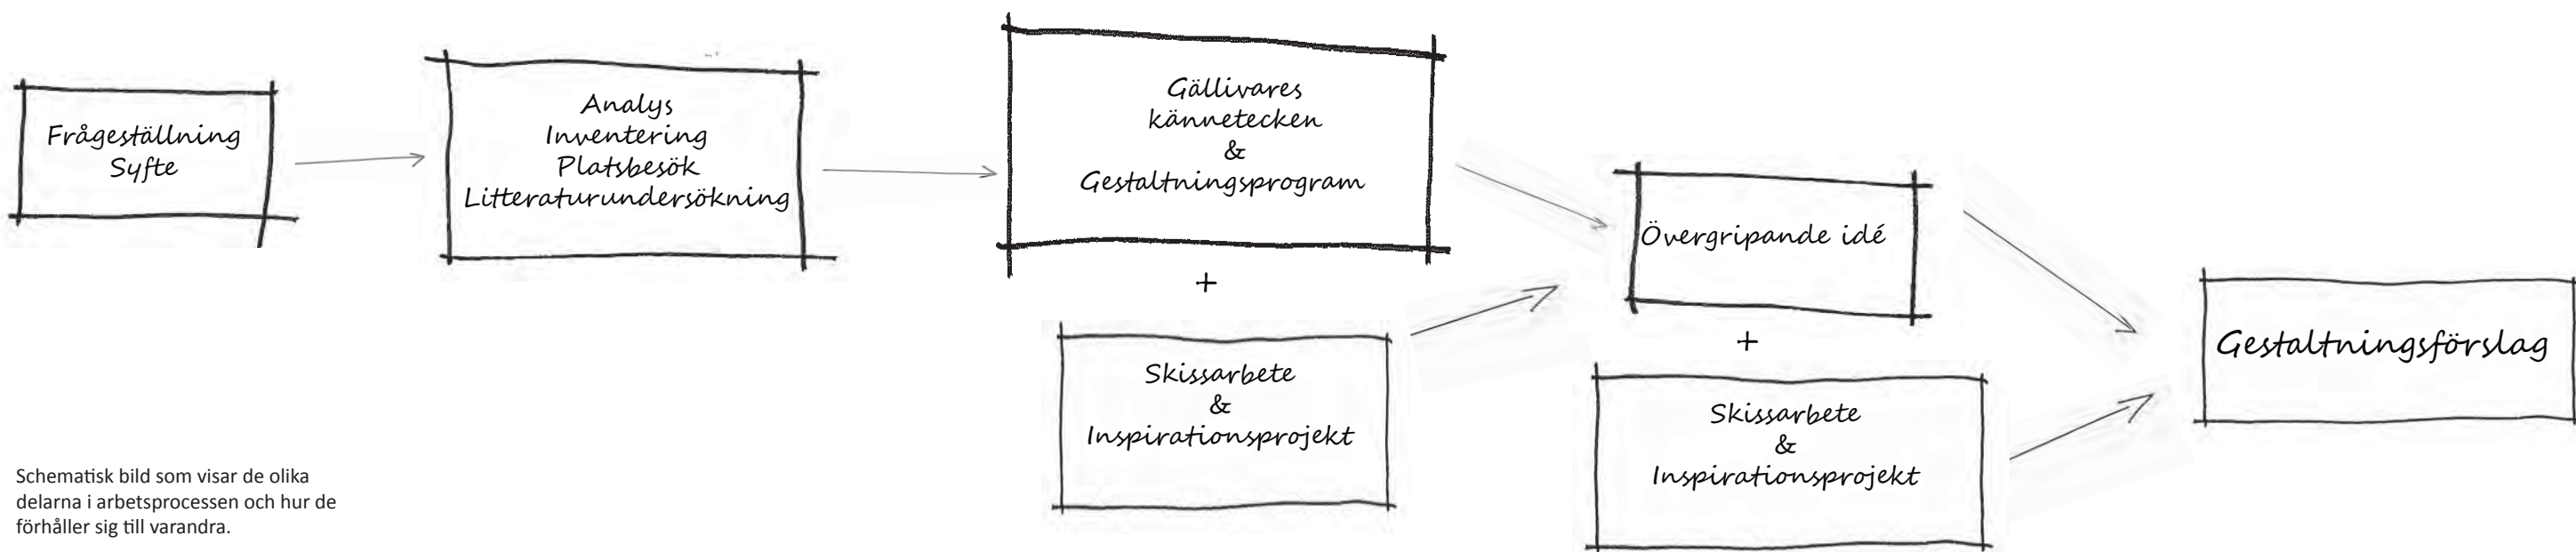 Frågeställning
Syfte
Analys
Inventering
Platsbesök
Litteraturundersökning
Gällivares
kännetecken
&
Gestaltningsprogram
+
Skissarbete
&
Inspirationsprojekt
Övergripande idé
+
Skissarbete
&
Inspirationsprojekt
Gestaltningsförslag
Schematisk bild som visar de olika
delarna i arbetsprocessen och hur de
förhåller sig till varandra.